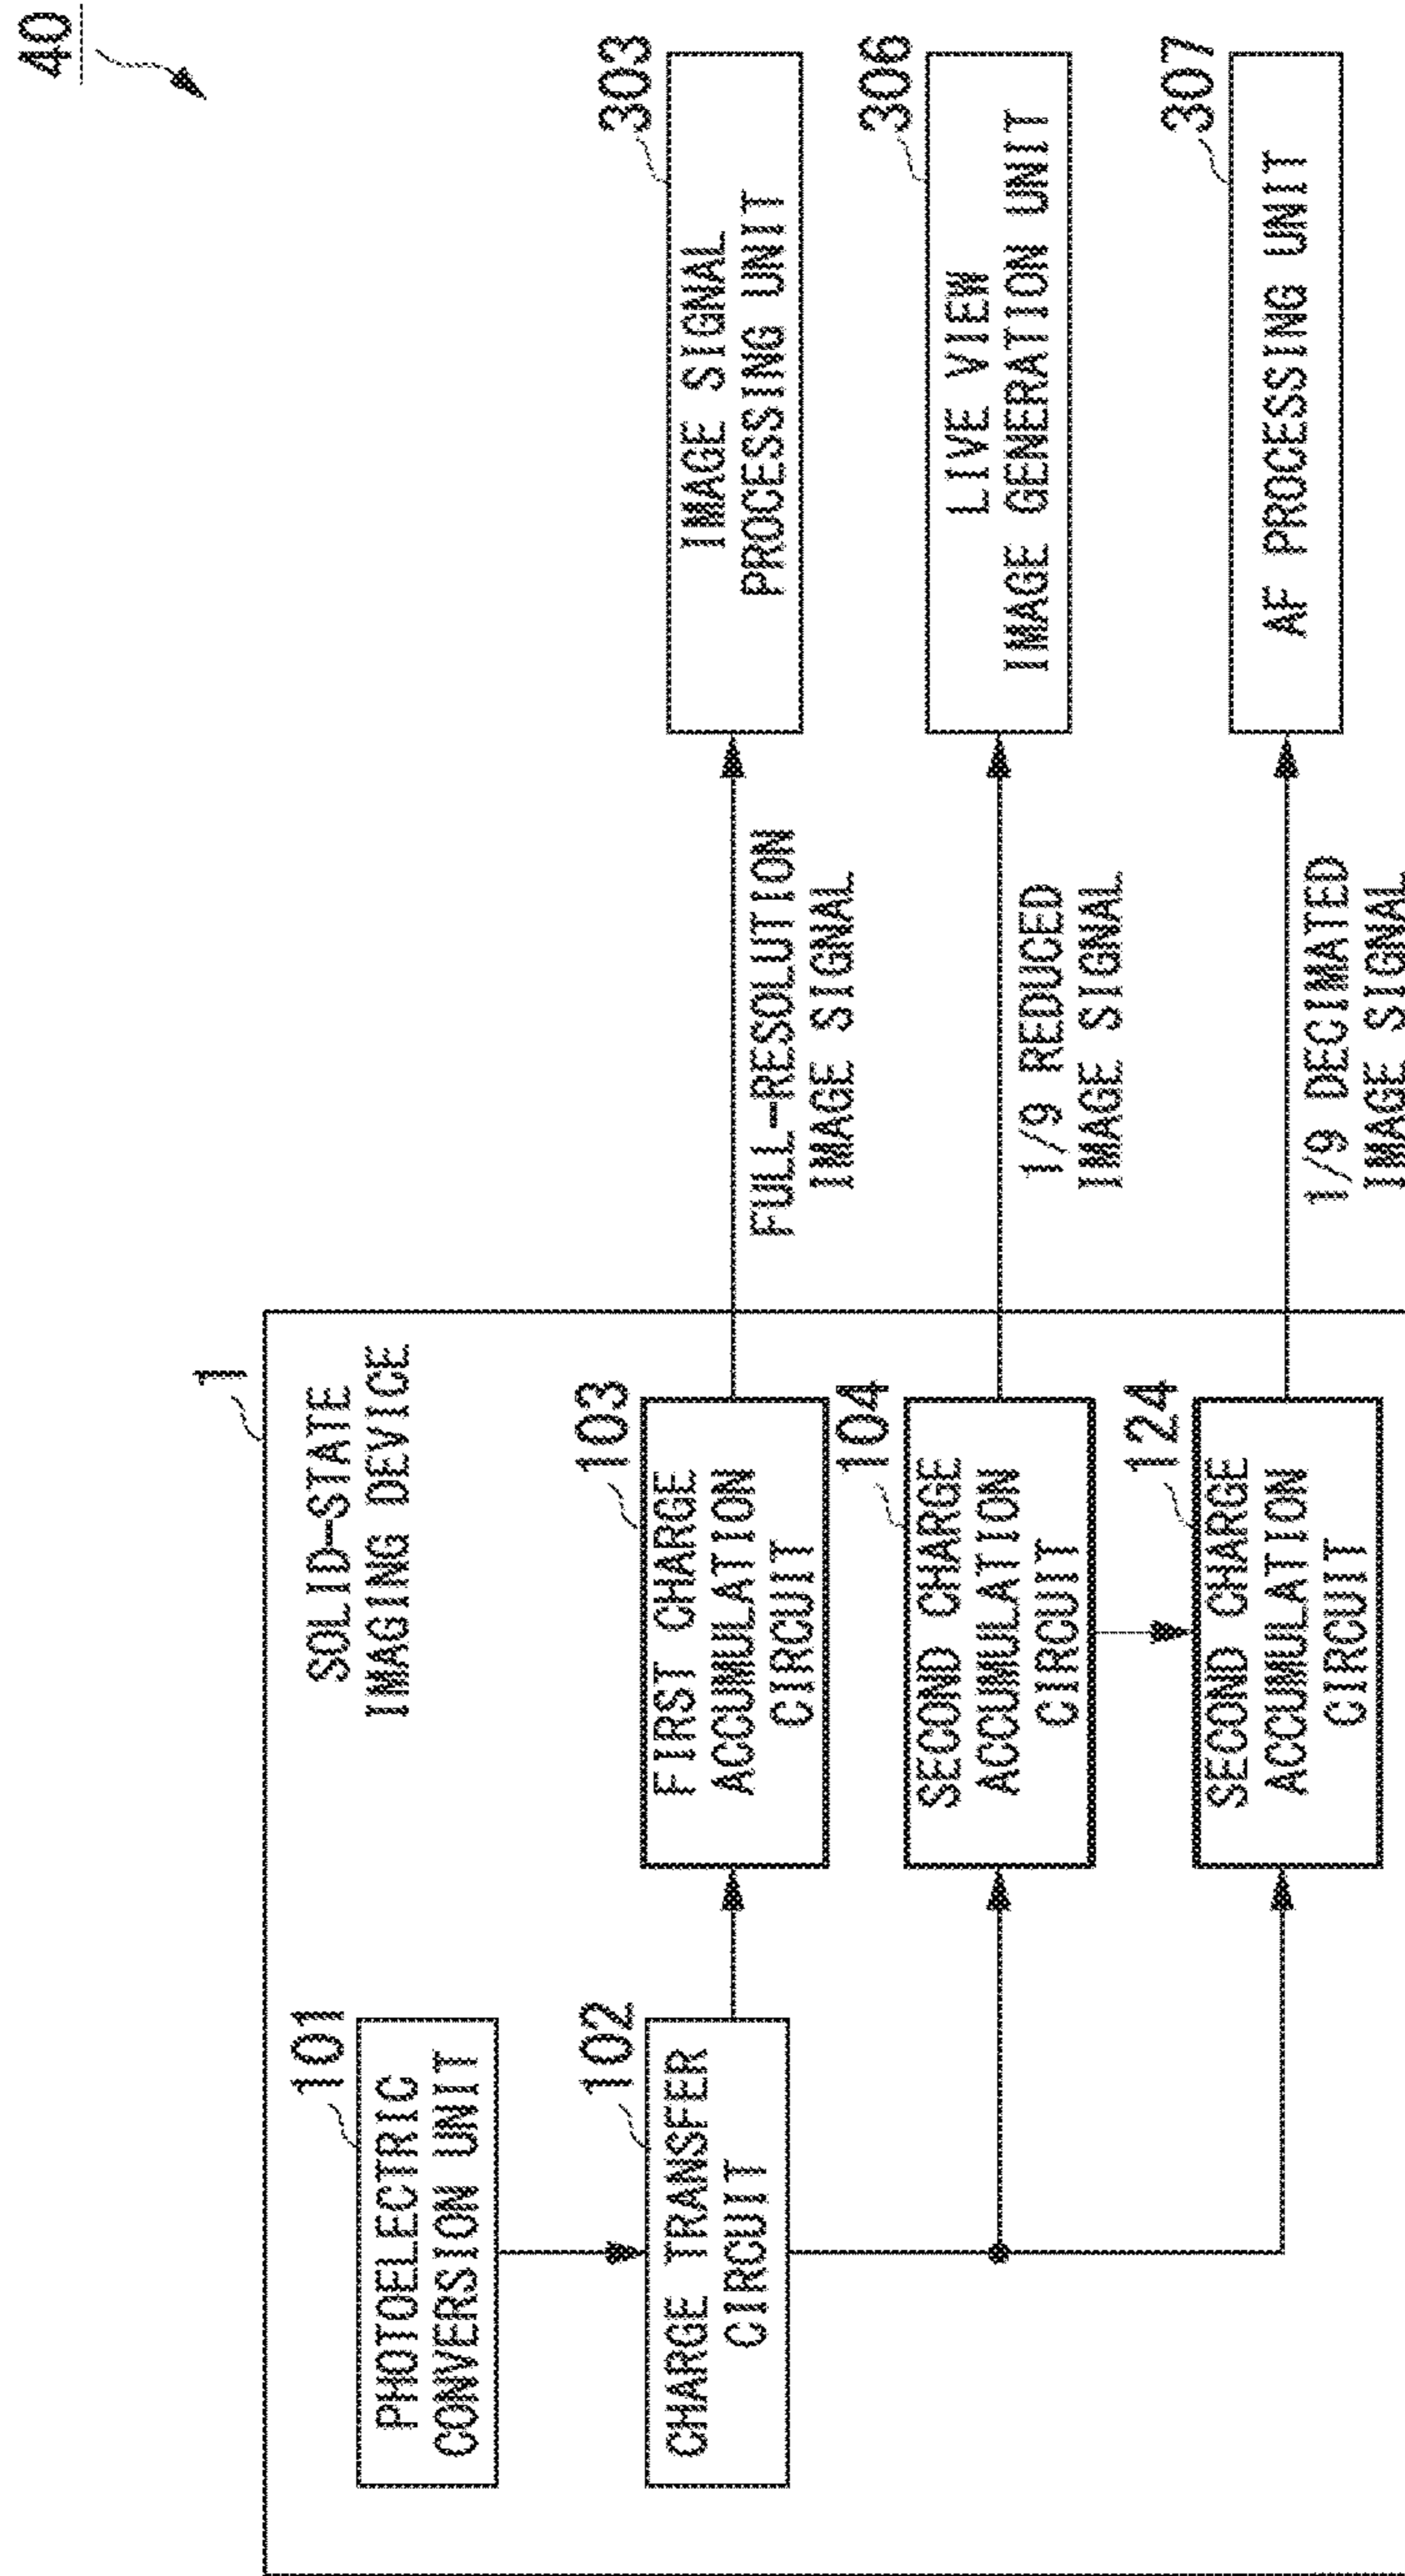 40
1
SOLID-STATE
IMAGING DEVICE
101
PHOTOELECTRIC
CONVERSION UNIT
102
CHARGE TRANSFER
CIRCUIT
103
FIRST CHARGE
ACCUMULATION
CIRCUIT
FULL-RESOLUTION
IMAGE SIGNAL
303
IMAGE SIGNAL
PROCESSING UNIT
104
SECOND CHARGE
ACCUMULATION
CIRCUIT
1/9 REDUCED
IMAGE SIGNAL
306
LIVE VIEW
IMAGE GENERATION UNIT
124
SECOND CHARGE
ACCUMULATION
CIRCUIT
1/9 DECIMATED
IMAGE SIGNAL
307
AF PROCESSING UNIT